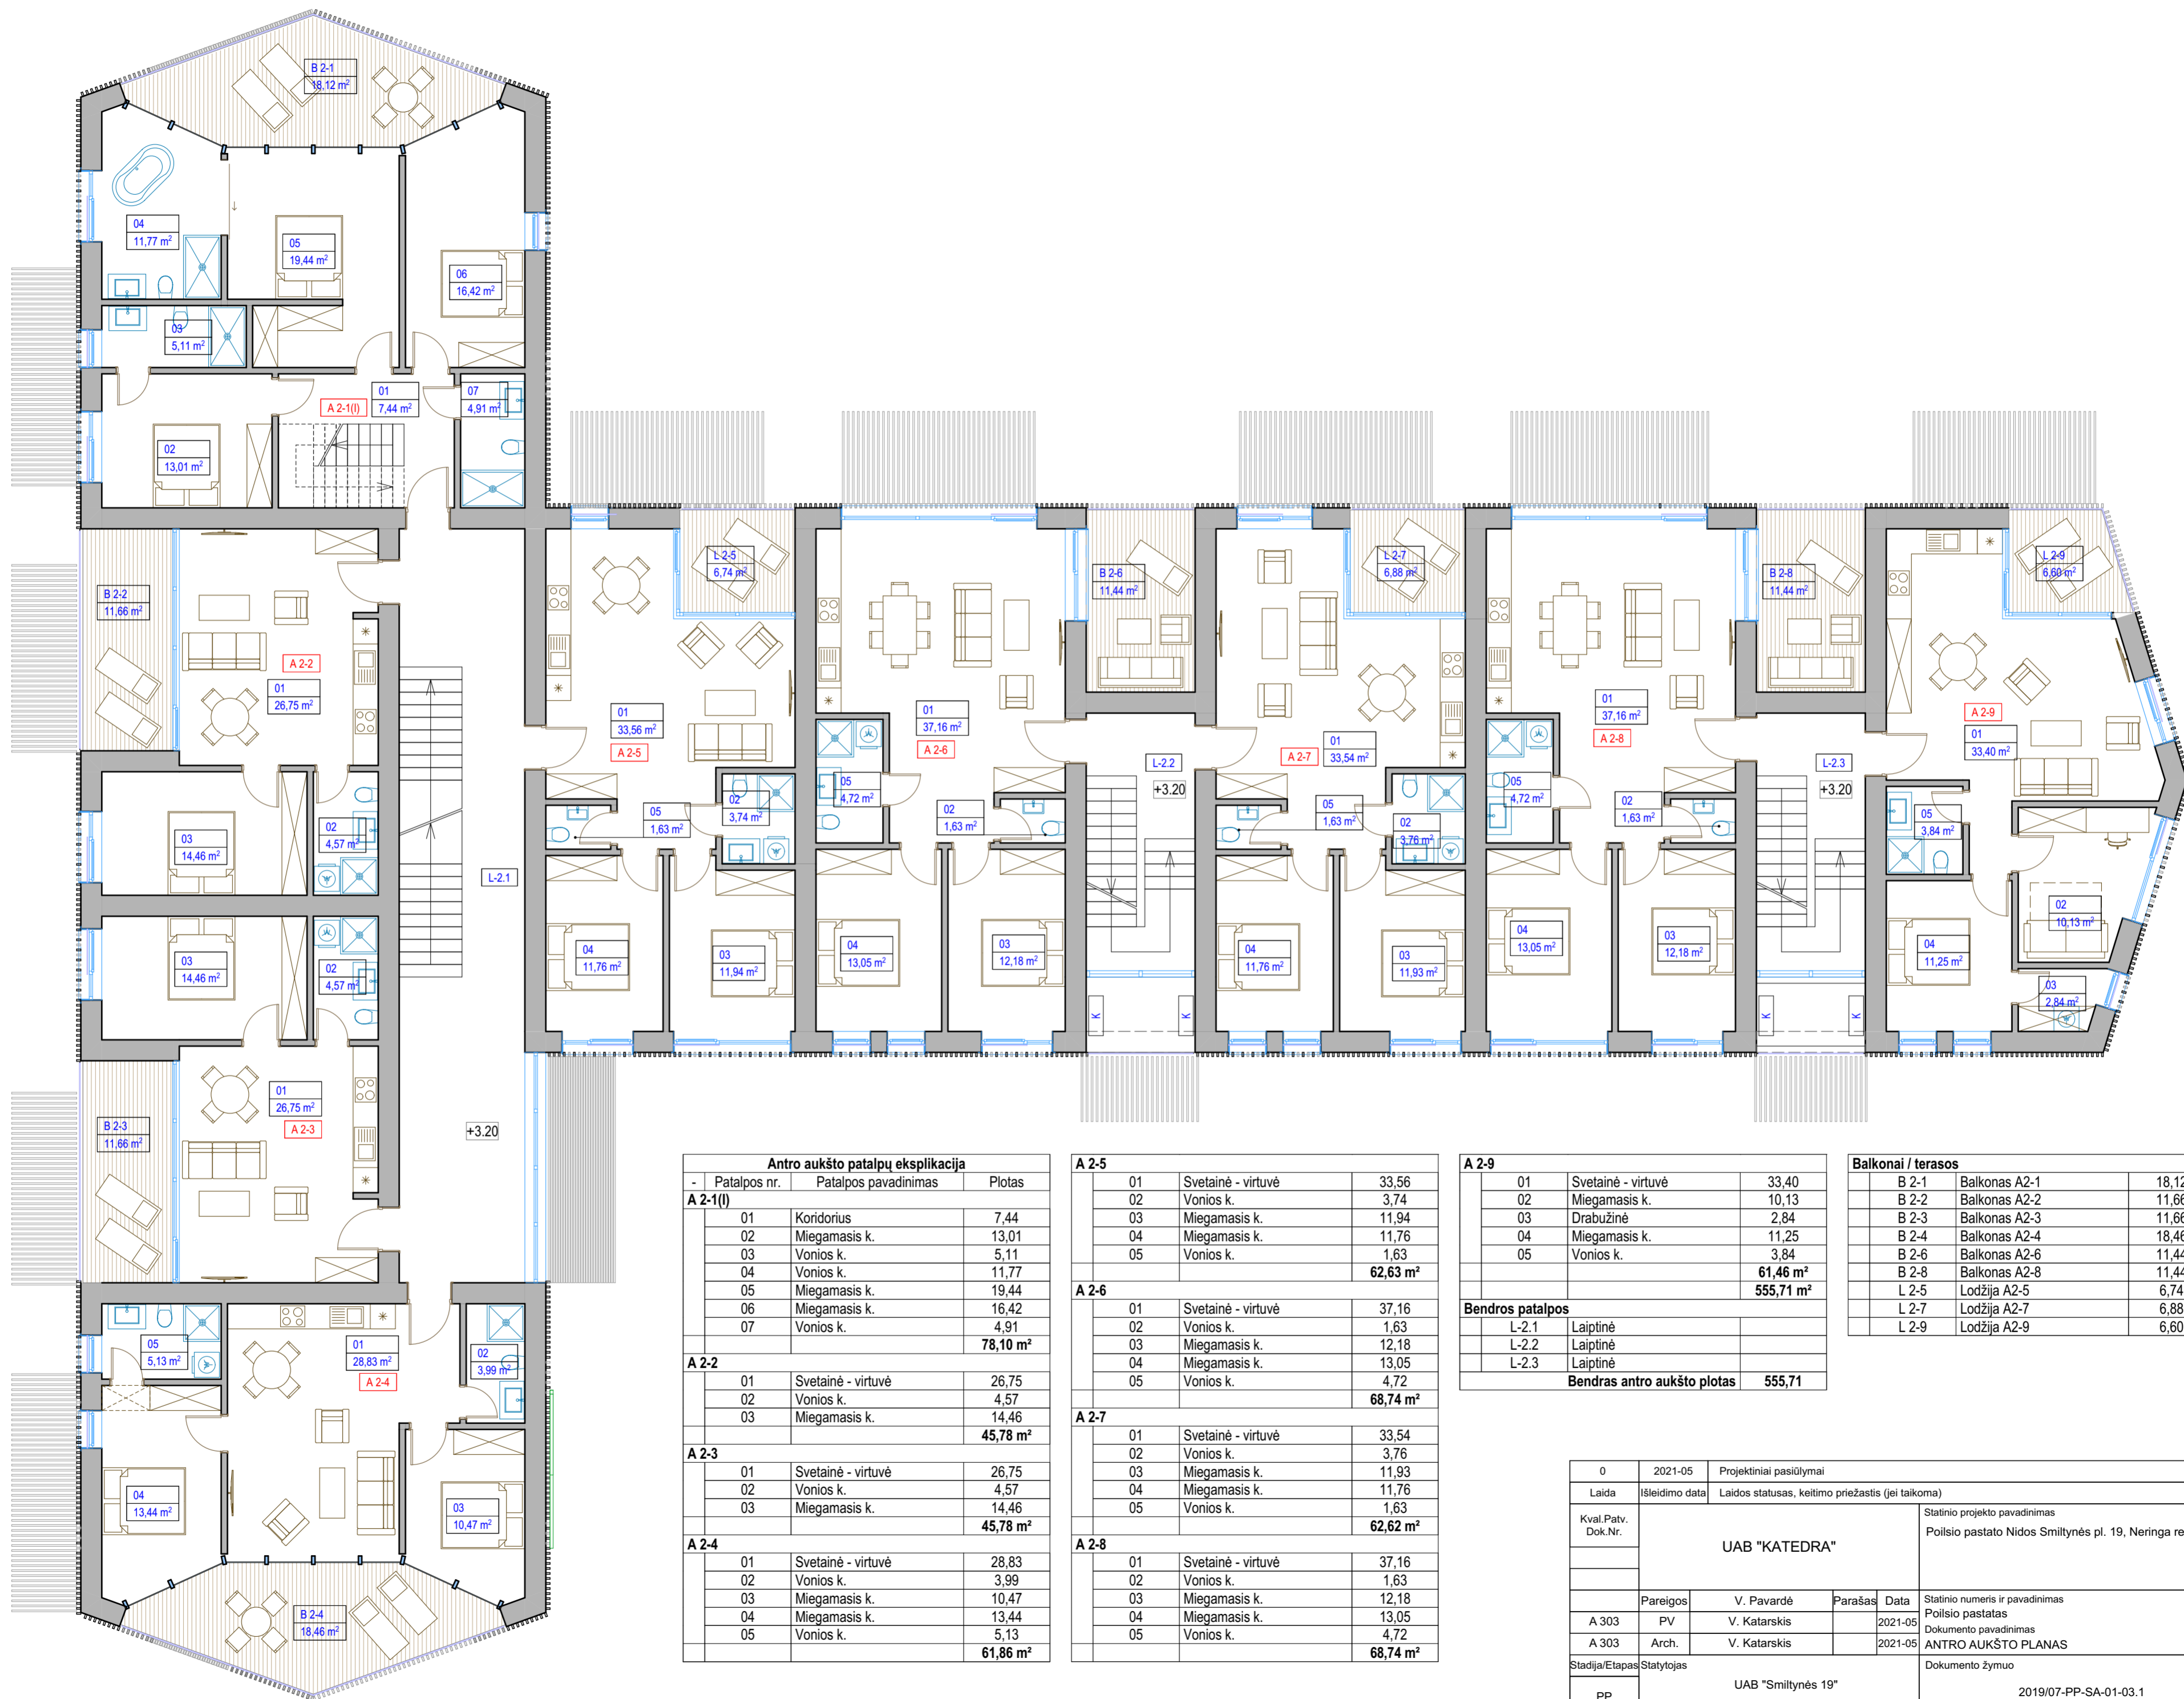 B 2-1
18,12 m²
04
11,77 m²
05
19,44 m²
06
16,42 m²
03
5,11 m²
A 2-1(I)
01
7,44 m²
07
4,91 m²
02
13,01 m²
B 2-2
11,66 m²
A 2-2
01
26,75 m²
03
14,46 m²
02
4,57 m²
L-2.1
03
14,46 m²
02
4,57 m²
B 2-3
11,66 m²
01
26,75 m²
A 2-3
+3.20
05
5,13 m²
01
28,83 m²
A 2-4
02
3,99 m²
04
13,44 m²
03
10,47 m²
B 2-4
18,46 m²
L 2-5
6,74 m²
01
33,56 m²
A 2-5
05
1,63 m²
02
3,74 m²
04
11,76 m²
03
11,94 m²
B 2-6
11,44 m²
01
37,16 m²
A 2-6
05
4,72 m²
02
1,63 m²
04
13,05 m²
03
12,18 m²
L-2.2
+3.20
K
K
L 2-7
6,88 m²
A 2-7
01
33,54 m²
05
1,63 m²
02
3,76 m²
04
11,76 m²
03
11,93 m²
B 2-8
11,44 m²
01
37,16 m²
A 2-8
05
4,72 m²
02
1,63 m²
04
13,05 m²
03
12,18 m²
L-2.3
+3.20
K
K
L 2-9
6,60 m²
A 2-9
01
33,40 m²
05
3,84 m²
02
10,13 m²
04
11,25 m²
03
2,84 m²
Antro aukšto patalpų eksplikacija
- Patalpos nr. Patalpos pavadinimas Plotas
A 2-1(I)
01 Koridorius 7,44
02 Miegamasis k. 13,01
03 Vonios k. 5,11
04 Vonios k. 11,77
05 Miegamasis k. 19,44
06 Miegamasis k. 16,42
07 Vonios k. 4,91
78,10 m²
A 2-2
01 Svetainė - virtuvė 26,75
02 Vonios k. 4,57
03 Miegamasis k. 14,46
45,78 m²
A 2-3
01 Svetainė - virtuvė 26,75
02 Vonios k. 4,57
03 Miegamasis k. 14,46
45,78 m²
A 2-4
01 Svetainė - virtuvė 28,83
02 Vonios k. 3,99
03 Miegamasis k. 10,47
04 Miegamasis k. 13,44
05 Vonios k. 5,13
61,86 m²
A 2-5
01 Svetainė - virtuvė 33,56
02 Vonios k. 3,74
03 Miegamasis k. 11,94
04 Miegamasis k. 11,76
05 Vonios k. 1,63
62,63 m²
A 2-6
01 Svetainė - virtuvė 37,16
02 Vonios k. 1,63
03 Miegamasis k. 12,18
04 Miegamasis k. 13,05
05 Vonios k. 4,72
68,74 m²
A 2-7
01 Svetainė - virtuvė 33,54
02 Vonios k. 3,76
03 Miegamasis k. 11,93
04 Miegamasis k. 11,76
05 Vonios k. 1,63
62,62 m²
A 2-8
01 Svetainė - virtuvė 37,16
02 Vonios k. 1,63
03 Miegamasis k. 12,18
04 Miegamasis k. 13,05
05 Vonios k. 4,72
68,74 m²
A 2-9
01 Svetainė - virtuvė 33,40
02 Miegamasis k. 10,13
03 Drabužinė 2,84
04 Miegamasis k. 11,25
05 Vonios k. 3,84
61,46 m²
555,71 m²
Bendros patalpos
L-2.1 Laiptinė
L-2.2 Laiptinė
L-2.3 Laiptinė
Bendras antro aukšto plotas 555,71
Balkonai / terasos
B 2-1 Balkonas A2-1 18,12
B 2-2 Balkonas A2-2 11,66
B 2-3 Balkonas A2-3 11,66
B 2-4 Balkonas A2-4 18,46
B 2-6 Balkonas A2-6 11,44
B 2-8 Balkonas A2-8 11,44
L 2-5 Lodžija A2-5 6,74
L 2-7 Lodžija A2-7 6,88
L 2-9 Lodžija A2-9 6,60
0 2021-05 Projektiniai pasiūlymai
Laida Išleidimo data Laidos statusas, keitimo priežastis (jei taikoma)
Kval.Patv.
Dok.Nr.
UAB "KATEDRA"
Statinio projekto pavadinimas
Poilsio pastato Nidos Smiltynės pl. 19, Neringa re
Pareigos V. Pavardė Parašas Data
A 303 PV V. Katarskis 2021-05
A 303 Arch. V. Katarskis 2021-05
Statinio numeris ir pavadinimas
Poilsio pastatas
Dokumento pavadinimas
ANTRO AUKŠTO PLANAS
Stadija/Etapas Statytojas
PP
UAB "Smiltynės 19"
Dokumento žymuo
2019/07-PP-SA-01-03.1